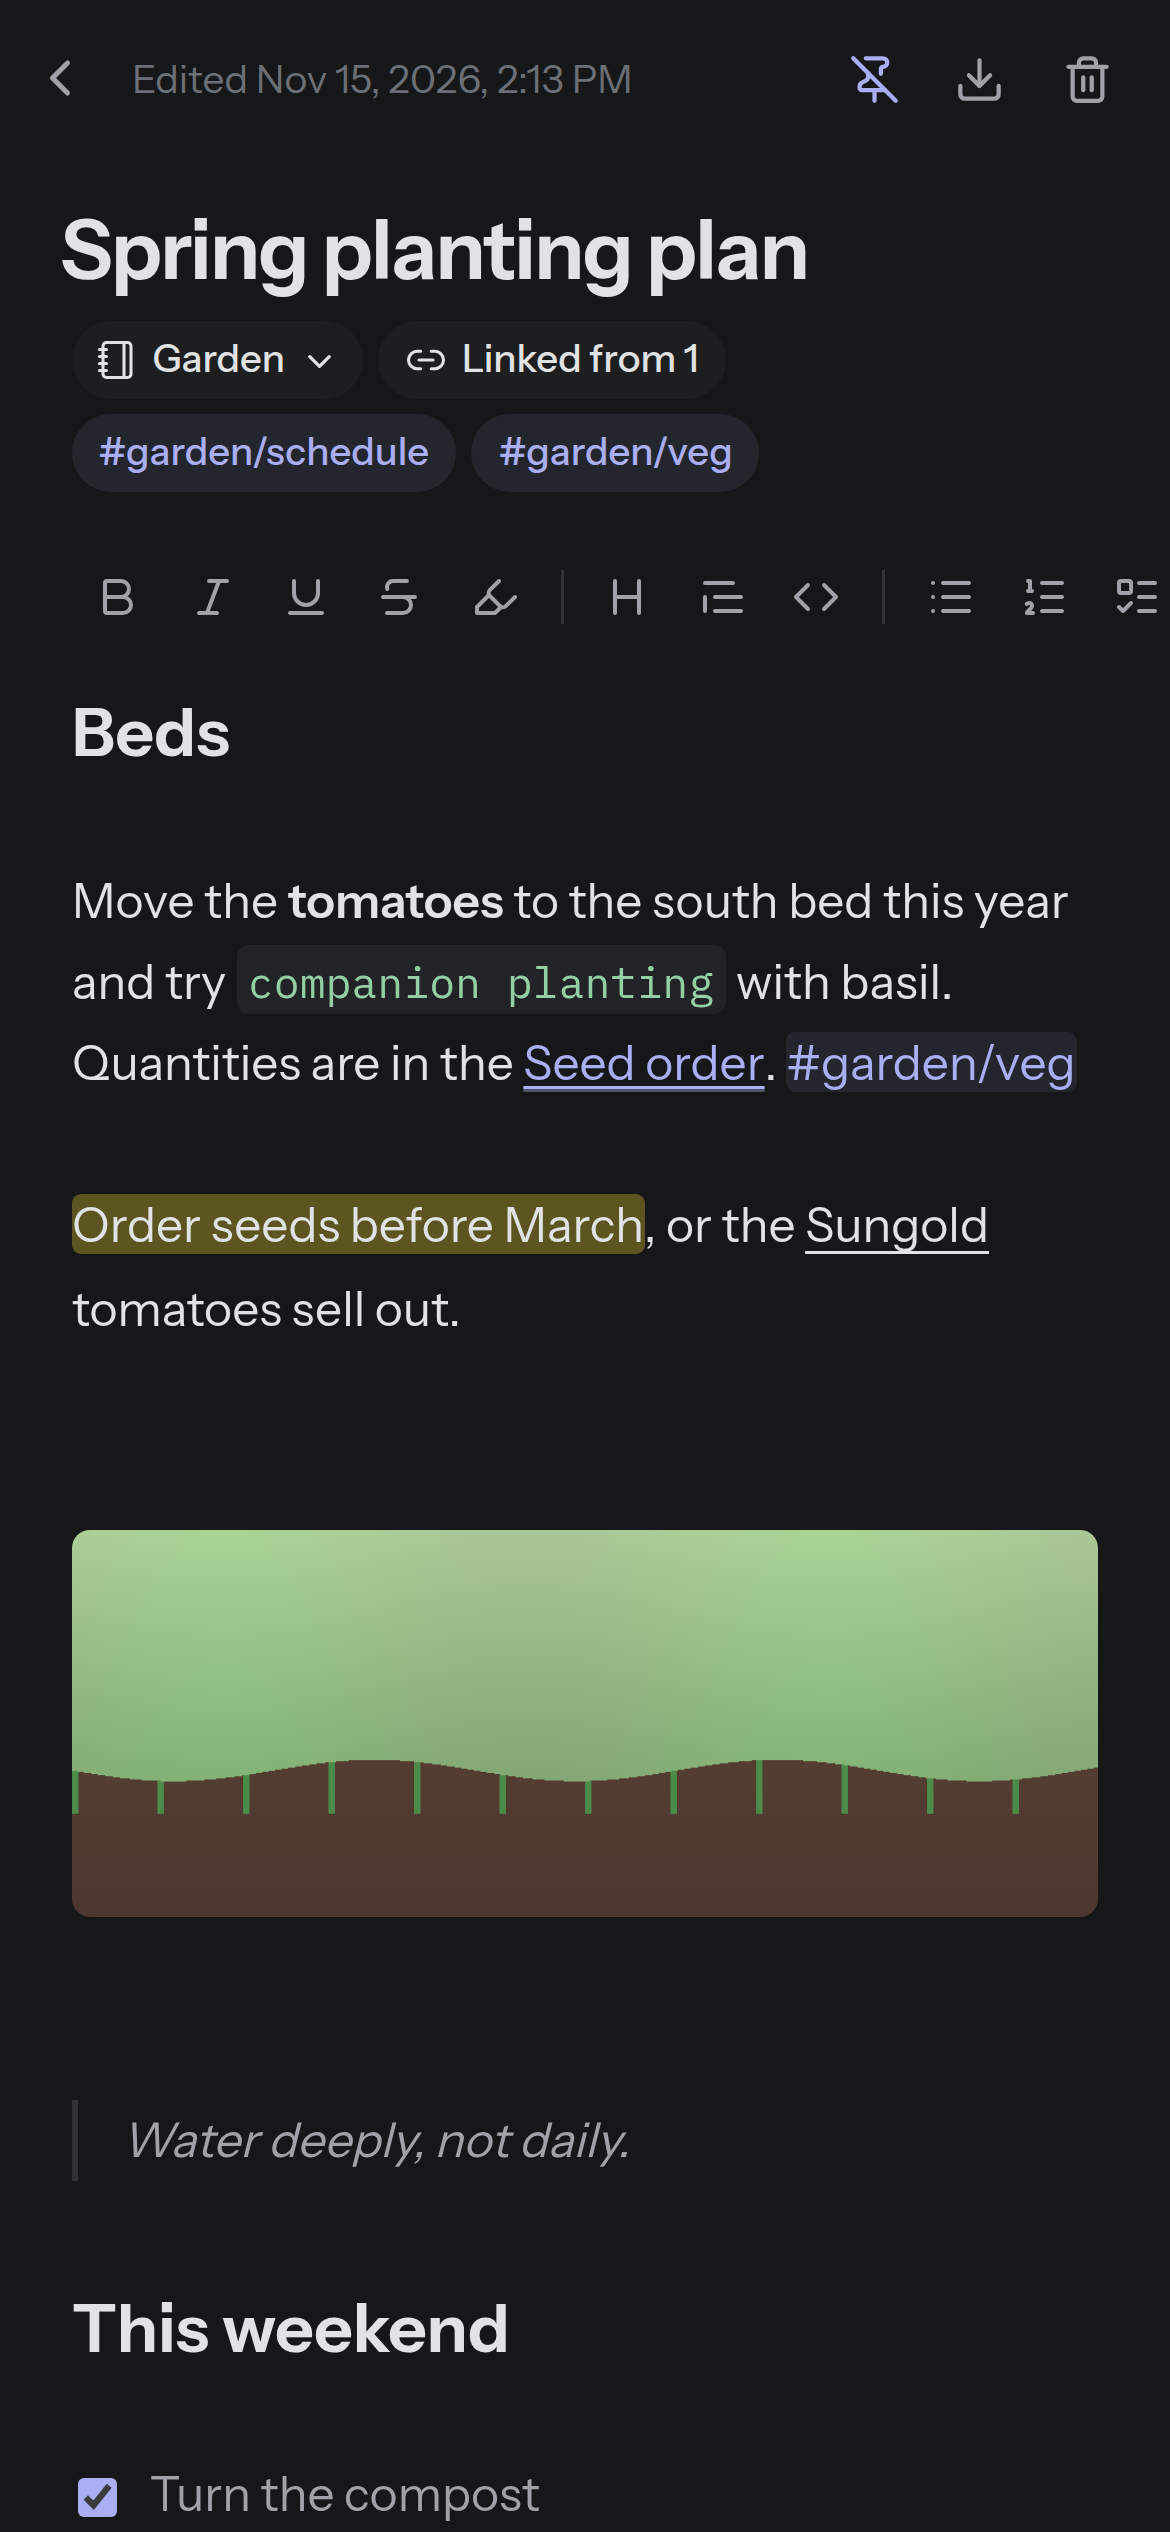 Edited Nov 15, 2026, 2:13 PM
Spring planting plan
Garden
Linked from 1
#garden/schedule #garden/veg
Beds
Move the tomatoes to the south bed this year
and try companion planting with basil.
Quantities are in the Seed order. #garden/veg
Order seeds before March, or the Sungold
tomatoes sell out.
Water deeply, not daily.
This weekend
Turn the compost